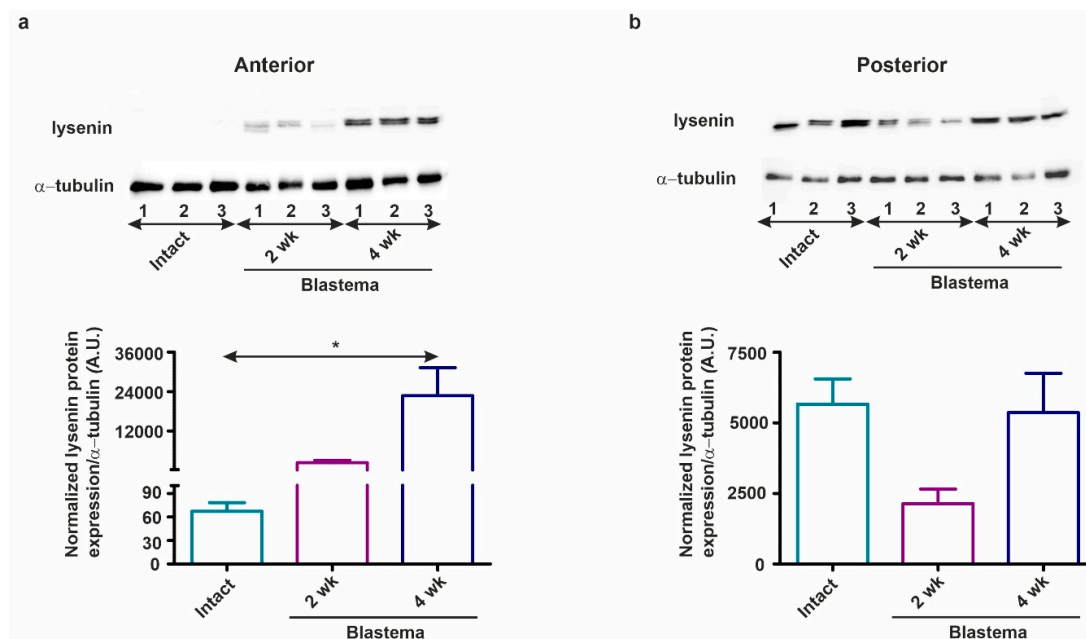 a
Anterior
lysenin
α−tubulin
1 2 3 1 2 3 1 2 3
Intact
2 wk
4 wk
Blastema
Normalized lysenin protein
expression/α−tubulin (A.U.)
36000
24000
12000
90
60
30
0
*
Intact
2 wk
4 wk
Blastema
b
Posterior
lysenin
α−tubulin
1 2 3 1 2 3 1 2 3
Intact
2 wk
4 wk
Blastema
Normalized lysenin protein
expression/α−tubulin (A.U.)
7500
5000
2500
0
Intact
2 wk
4 wk
Blastema